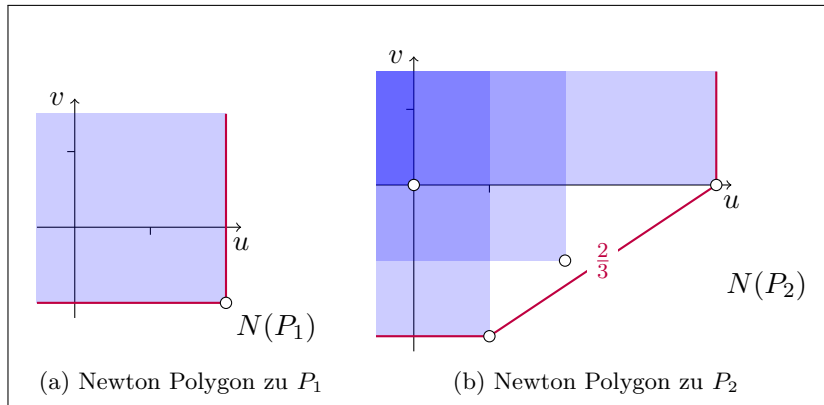 v
u
N(P₁)
(a) Newton Polygon zu P₁
v
u
2/3
N(P₂)
(b) Newton Polygon zu P₂